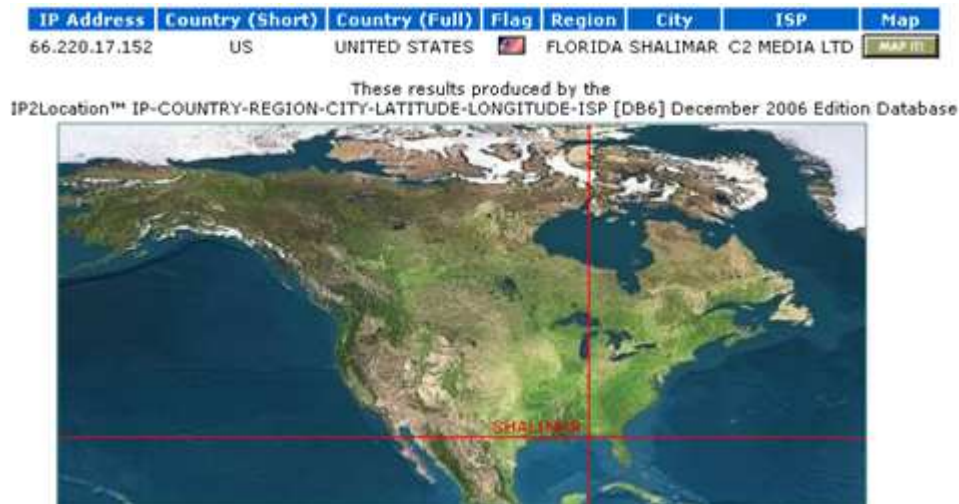 IP Address Country (Short) Country (Full) Flag Region City ISP Map
66.220.17.152 US UNITED STATES FLORIDA SHALIMAR C2 MEDIA LTD MAP IT!
These results produced by the
IP2Location™ IP-COUNTRY-REGION-CITY-LATITUDE-LONGITUDE-ISP [DB6] December 2006 Edition Database
SHALIMAR